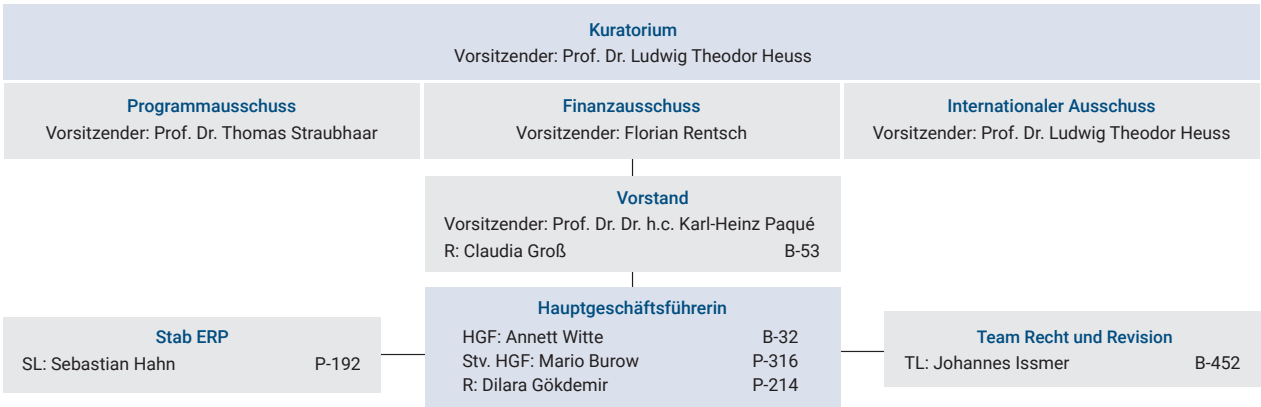 Kuratorium
Vorsitzender: Prof. Dr. Ludwig Theodor Heuss
Programmausschuss
Vorsitzender: Prof. Dr. Thomas Straubhaar
Finanzausschuss
Vorsitzender: Florian Rentsch
Internationaler Ausschuss
Vorsitzender: Prof. Dr. Ludwig Theodor Heuss
Vorstand
Vorsitzender: Prof. Dr. Dr. h.c. Karl-Heinz Paqué
R: Claudia Groß B-53
Stab ERP
SL: Sebastian Hahn P-192
Hauptgeschäftsführerin
HGF: Annett Witte B-32
Stv. HGF: Mario Burow P-316
R: Dilara Gökdemir P-214
Team Recht und Revision
TL: Johannes Issmer B-452